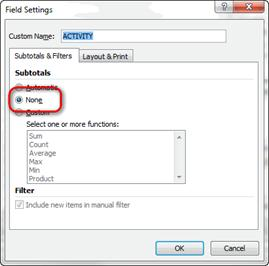 Field Settings
Custom Name: ACTIVITY
Subtotals & Filters Layout & Print
Subtotals
Automatic
None
Custom
Select one or more functions:
Sum
Count
Average
Max
Min
Product
Filter
Include new items in manual filter
OK Cancel